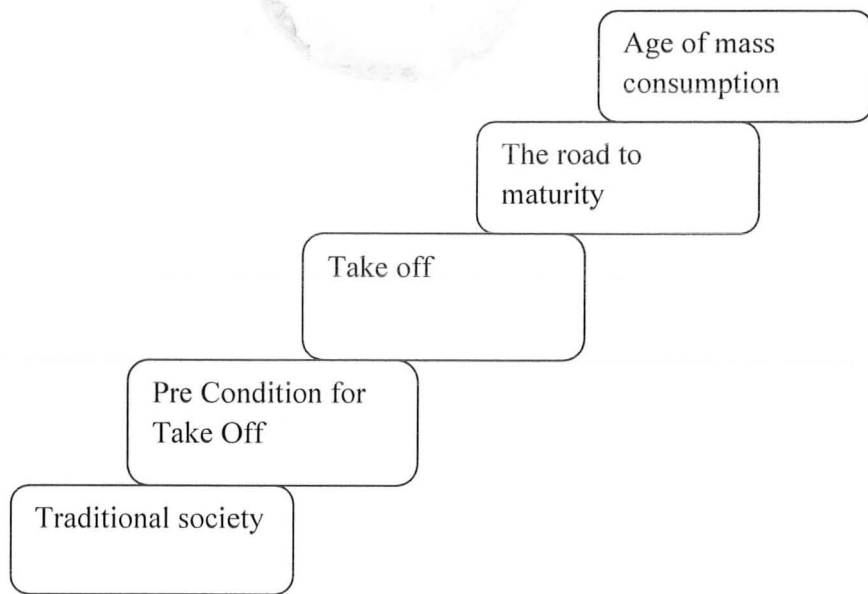 Age of mass
consumption
The road to
maturity
Take off
Pre Condition for
Take Off
Traditional society